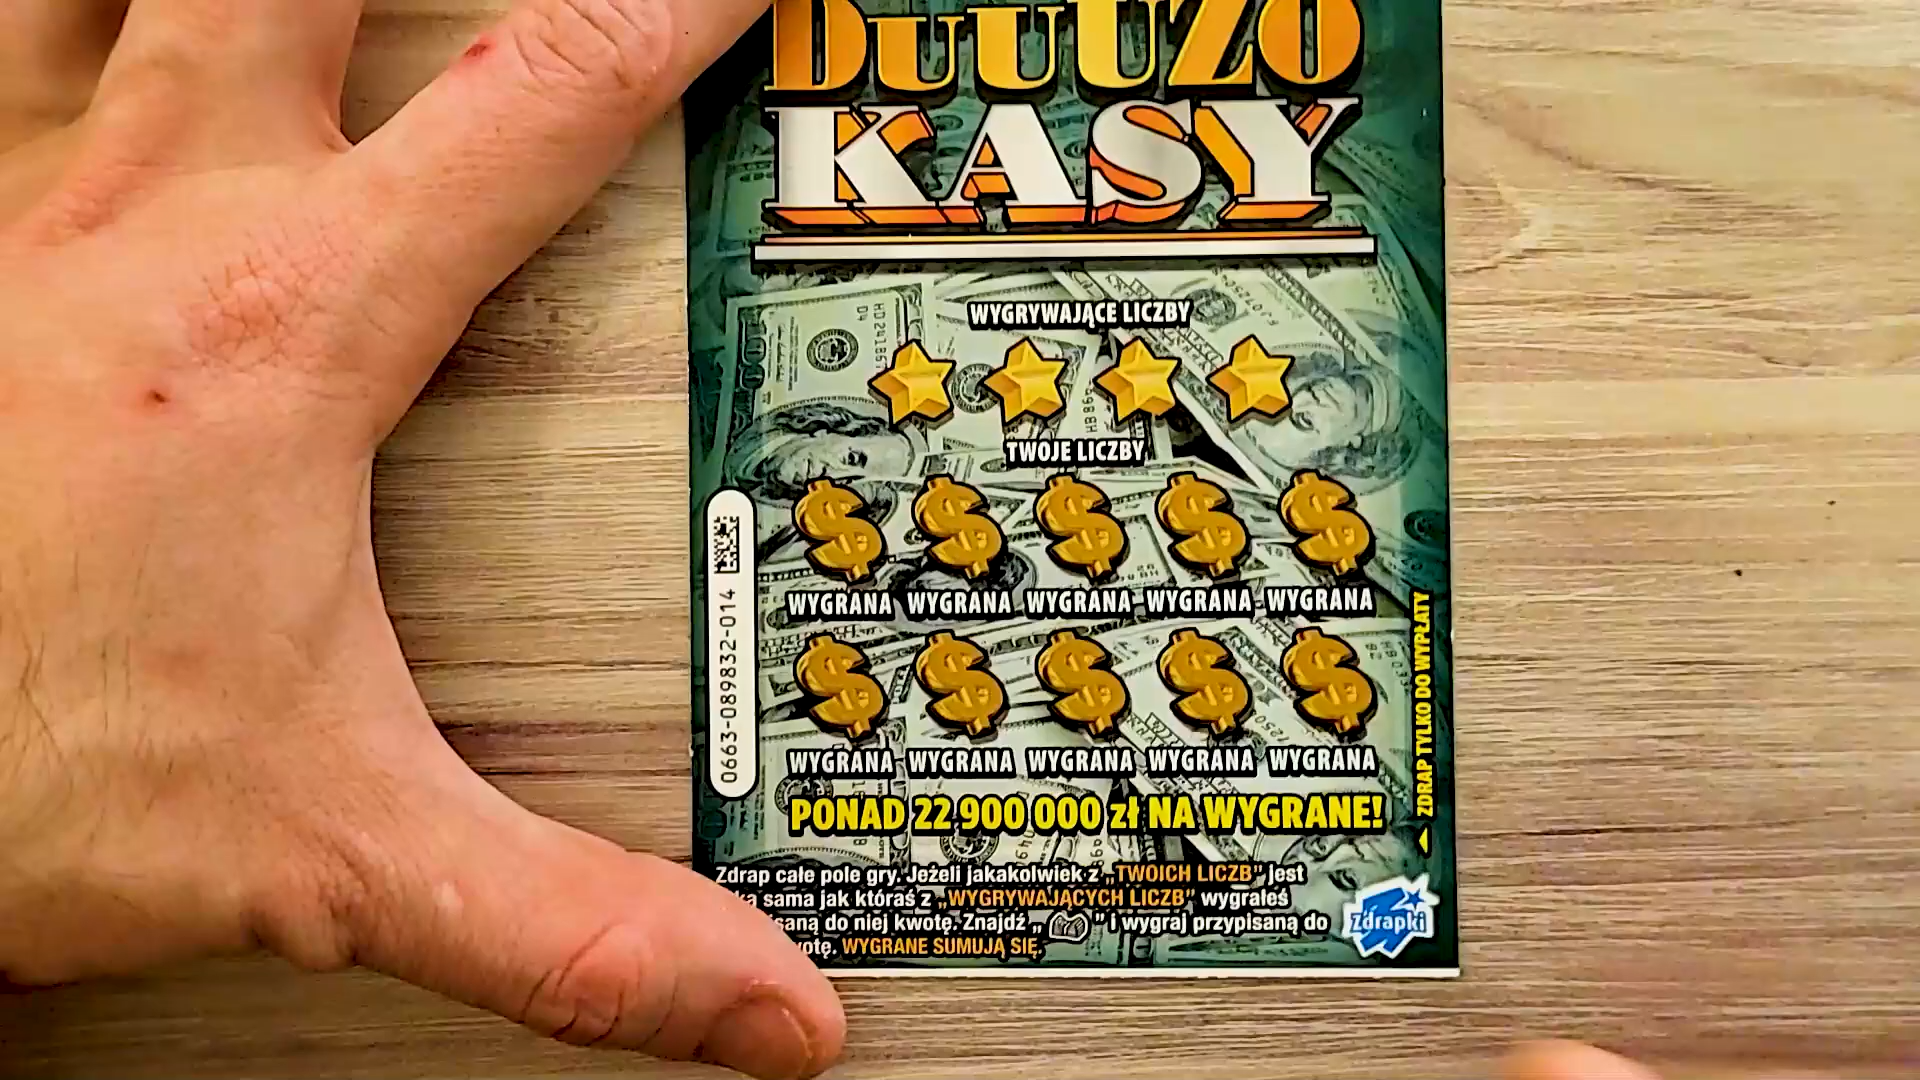 DUUUZO
KASY
WYGRYWAJĄCE LICZBY
TWOJE LICZBY
WYGRANA WYGRANA WYGRANA WYGRANA WYGRANA
WYGRANA WYGRANA WYGRANA WYGRANA WYGRANA
0663-089832-014
ZDRAP TYLKO DO WYPŁATY
PONAD 22 900 000 zł NA WYGRANE!
Zdrap całe pole gry. Jeżeli jakakolwiek z „TWOICH LICZB” jest
sama jak któraś z „WYGRYWAJĄCYCH LICZB” wygrałeś
do niej kwotę. Znajdź „ ” i wygraj przypisaną do
WYGRANE SUMUJĄ SIĘ.
Zdrapki